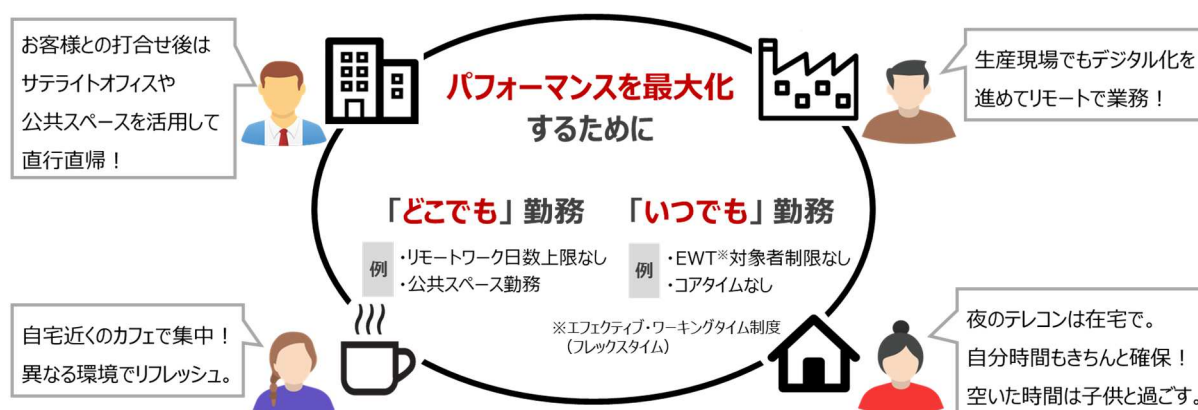 お客様との打合せ後は
サテライトオフィスや
公共スペースを活用して
直行直帰！
パフォーマンスを最大化
するために
生産現場でもデジタル化を
進めてリモートで業務！
「どこでも」勤務
例
・リモートワーク日数上限なし
・公共スペース勤務
「いつでも」勤務
例
・EWT※対象者制限なし
・コアタイムなし
※エフェクティブ・ワーキングタイム制度
（フレックスタイム）
自宅近くのカフェで集中！
異なる環境でリフレッシュ。
夜のテレコンは在宅で。
自分時間もきちんと確保！
空いた時間は子供と過ごす。